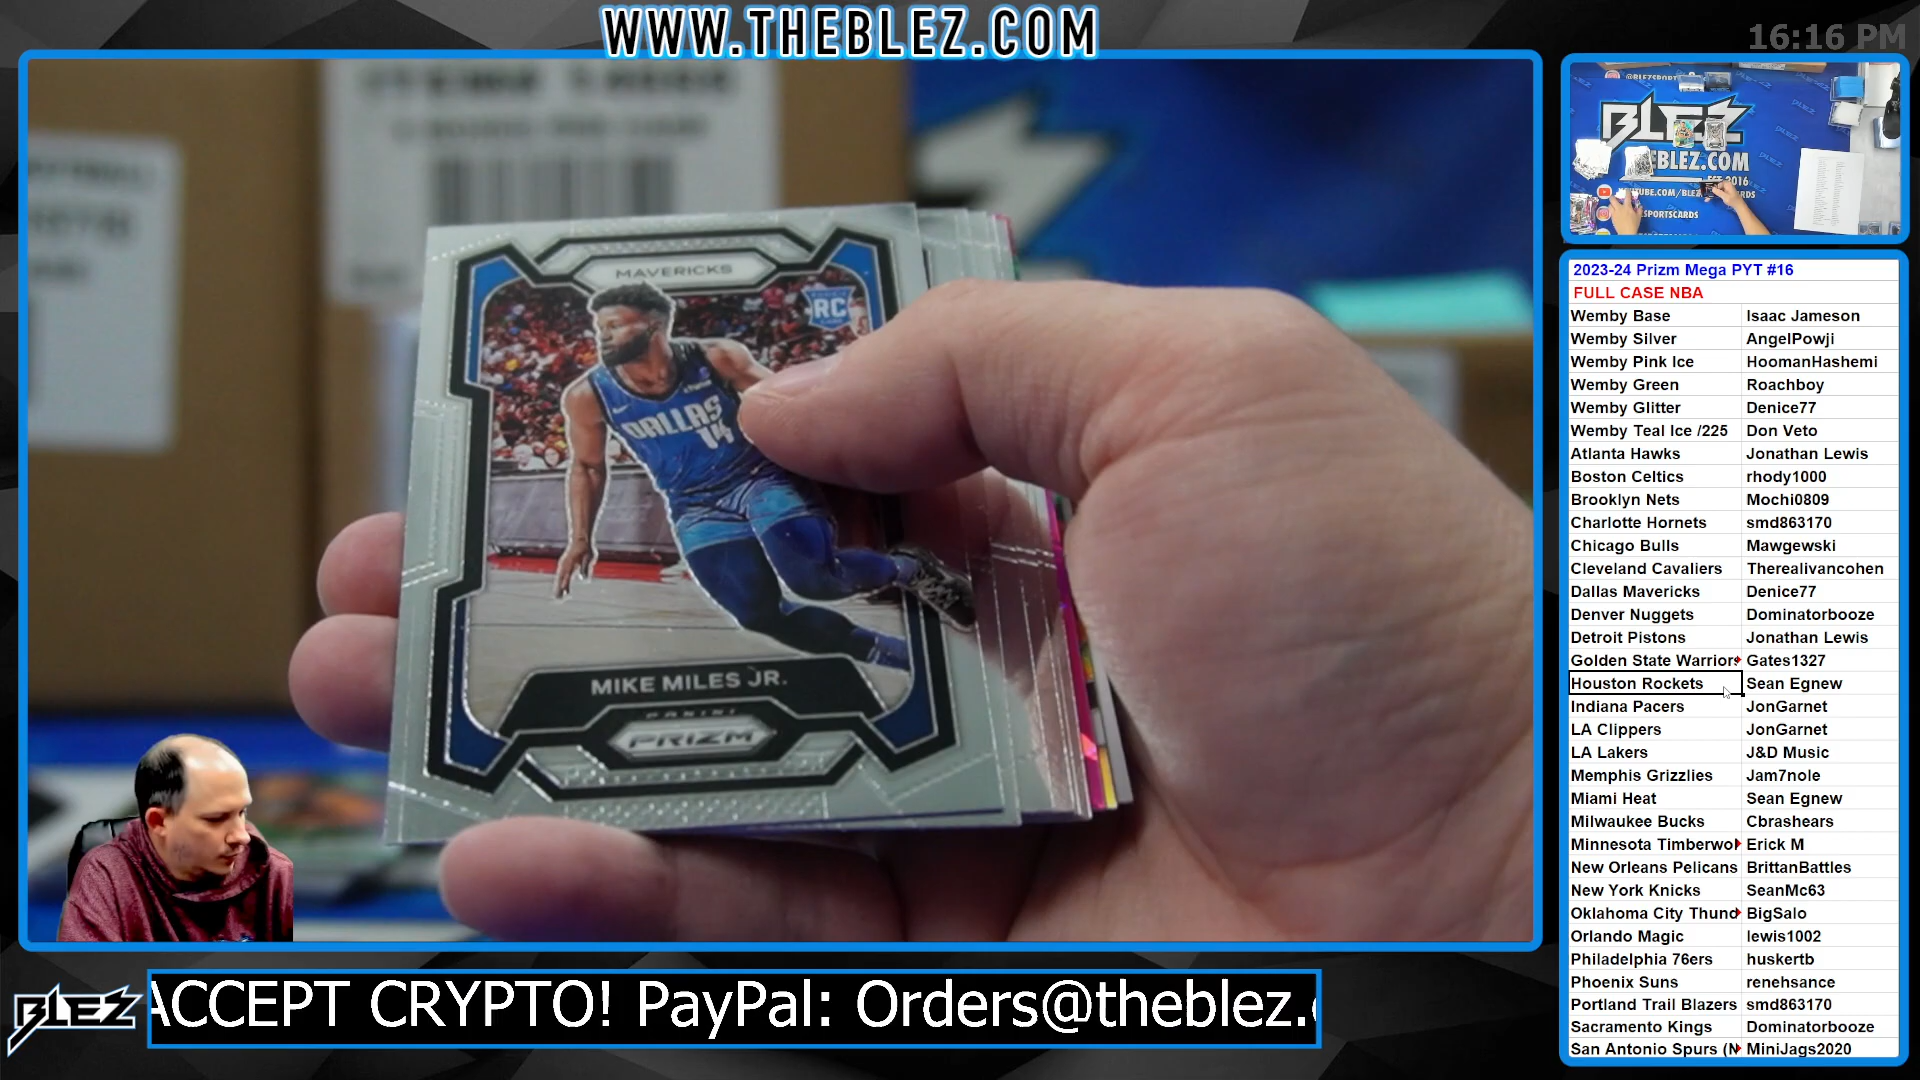 WWW.THEBLEZ.COM
16:16 PM
MAVERICKS
RC
DALLAS
MIKE MILES JR.
PANINI
PRIZM
BLEZ
EBLEZ.COM
2016
SPORTSCARDS
2023-24 Prizm Mega PYT #16
FULL CASE NBA
Wemby Base Isaac Jameson
Wemby Silver AngelPowji
Wemby Pink Ice HoomanHashemi
Wemby Green Roachboy
Wemby Glitter Denice77
Wemby Teal Ice /225 Don Veto
Atlanta Hawks Jonathan Lewis
Boston Celtics rhody1000
Brooklyn Nets Mochi0809
Charlotte Hornets smd863170
Chicago Bulls Mawgewski
Cleveland Cavaliers Therealivancohen
Dallas Mavericks Denice77
Denver Nuggets Dominatorbooze
Detroit Pistons Jonathan Lewis
Golden State Warriors Gates1327
Houston Rockets Sean Egnew
Indiana Pacers JonGarnet
LA Clippers JonGarnet
LA Lakers J&D Music
Memphis Grizzlies Jam7nole
Miami Heat Sean Egnew
Milwaukee Bucks Cbrashears
Minnesota Timberwol Erick M
New Orleans Pelicans BrittanBattles
New York Knicks SeanMc63
Oklahoma City Thund BigSalo
Orlando Magic lewis1002
Philadelphia 76ers huskertb
Phoenix Suns renehsance
Portland Trail Blazers smd863170
Sacramento Kings Dominatorbooze
San Antonio Spurs (N MiniJags2020
BLEZ
ACCEPT CRYPTO! PayPal: Orders@theblez.